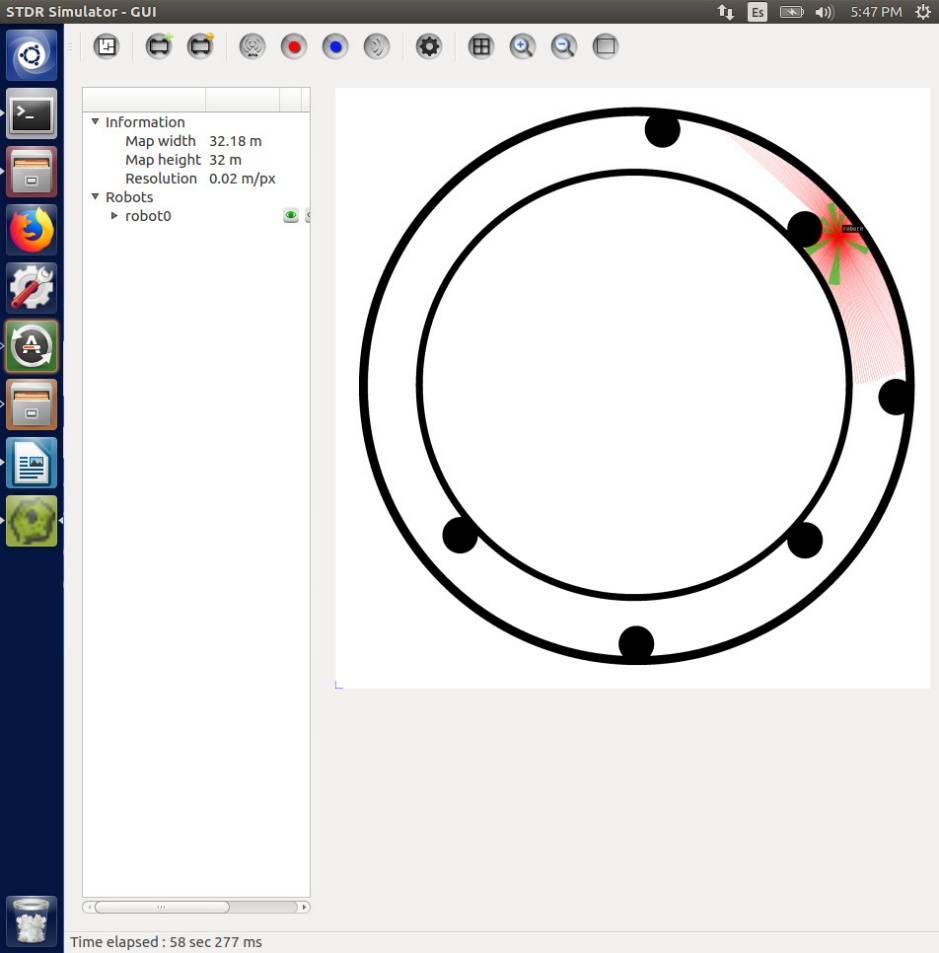 STDR Simulator - GUI
Es
5:47 PM
Information
Map width 32.18 m
Map height 32 m
Resolution 0.02 m/px
Robots
robot0
robot0
Time elapsed : 58 sec 277 ms